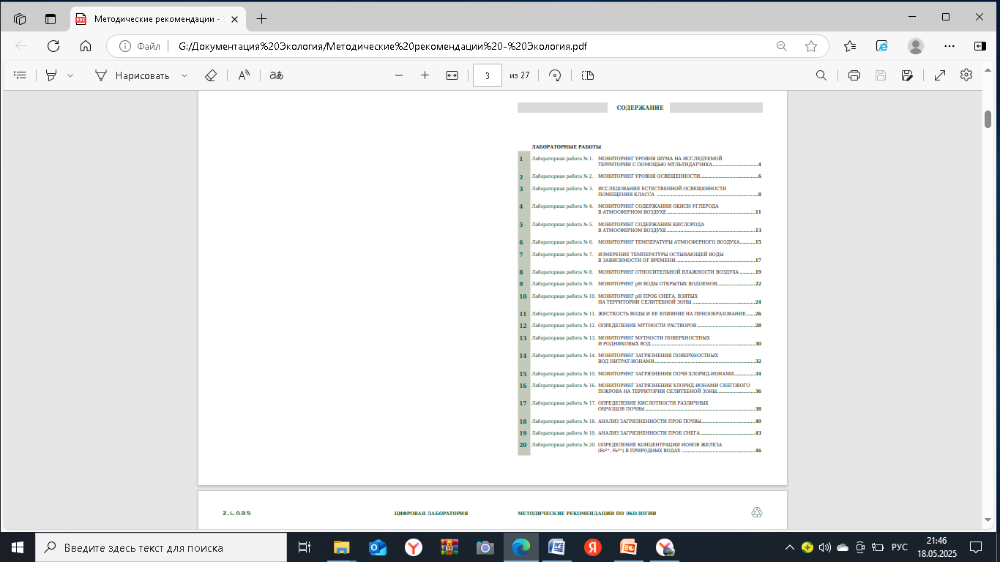 Методические рекомендации -
Файл
G:/Документация%20Экология/Методические%20рекомендации%20-%20Экология.pdf
Нарисовать
3
из 27
СОДЕРЖАНИЕ
ЛАБОРАТОРНЫЕ РАБОТЫ
1 Лабораторная работа № 1. МОНИТОРИНГ УРОВНЯ ШУМА НА ИССЛЕДУЕМОЙ
ТЕРРИТОРИИ С ПОМОЩЬЮ МУЛЬТИДАТЧИКА 4
2 Лабораторная работа № 2. МОНИТОРИНГ УРОВНЯ ОСВЕЩЕННОСТИ 6
3 Лабораторная работа № 3. ИССЛЕДОВАНИЕ ЕСТЕСТВЕННОЙ ОСВЕЩЕННОСТИ
ПОМЕЩЕНИЯ КЛАССА 8
4 Лабораторная работа № 4. МОНИТОРИНГ СОДЕРЖАНИЯ ОКИСИ УГЛЕРОДА
В АТМОСФЕРНОМ ВОЗДУХЕ 11
5 Лабораторная работа № 5. МОНИТОРИНГ СОДЕРЖАНИЯ КИСЛОРОДА
В АТМОСФЕРНОМ ВОЗДУХЕ 13
6 Лабораторная работа № 6. МОНИТОРИНГ ТЕМПЕРАТУРЫ АТМОСФЕРНОГО ВОЗДУХА 15
7 Лабораторная работа № 7. ИЗМЕРЕНИЕ ТЕМПЕРАТУРЫ ОСТЫВАЮЩЕЙ ВОДЫ
В ЗАВИСИМОСТИ ОТ ВРЕМЕНИ 17
8 Лабораторная работа № 8. МОНИТОРИНГ ОТНОСИТЕЛЬНОЙ ВЛАЖНОСТИ ВОЗДУХА 19
9 Лабораторная работа № 9. МОНИТОРИНГ pH ВОДЫ ОТКРЫТЫХ ВОДОЕМОВ 22
10 Лабораторная работа № 10. МОНИТОРИНГ pH ПРОБ СНЕГА, ВЗЯТЫХ
НА ТЕРРИТОРИИ СЕЛИТЕБНОЙ ЗОНЫ 24
11 Лабораторная работа № 11. ЖЕСТКОСТЬ ВОДЫ И ЕЕ ВЛИЯНИЕ НА ПЕНООБРАЗОВАНИЕ 26
12 Лабораторная работа № 12. ОПРЕДЕЛЕНИЕ МУТНОСТИ РАСТВОРОВ 28
13 Лабораторная работа № 13. МОНИТОРИНГ МУТНОСТИ ПОВЕРХНОСТНЫХ
И РОДНИКОВЫХ ВОД 30
14 Лабораторная работа № 14. МОНИТОРИНГ ЗАГРЯЗНЕНИЯ ПОВЕРХНОСТНЫХ
ВОД НИТРАТ-ИОНАМИ 32
15 Лабораторная работа № 15. МОНИТОРИНГ ЗАГРЯЗНЕНИЯ ПОЧВ ХЛОРИД-ИОНАМИ 34
16 Лабораторная работа № 16. МОНИТОРИНГ ЗАГРЯЗНЕНИЯ ХЛОРИД-ИОНАМИ СНЕГОВОГО
ПОКРОВА НА ТЕРРИТОРИИ СЕЛИТЕБНОЙ ЗОНЫ 36
17 Лабораторная работа № 17. ОПРЕДЕЛЕНИЕ КИСЛОТНОСТИ РАЗЛИЧНЫХ
ОБРАЗЦОВ ПОЧВЫ 38
18 Лабораторная работа № 18. АНАЛИЗ ЗАГРЯЗНЕННОСТИ ПРОБ ПОЧВЫ 40
19 Лабораторная работа № 19. АНАЛИЗ ЗАГРЯЗНЕННОСТИ ПРОБ СНЕГА 43
20 Лабораторная работа № 20. ОПРЕДЕЛЕНИЕ КОНЦЕНТРАЦИИ ИОНОВ ЖЕЛЕЗА
(Fe²⁺, Fe³⁺) В ПРИРОДНЫХ ВОДАХ 46
Z.LABS
ЦИФРОВАЯ ЛАБОРАТОРИЯ
МЕТОДИЧЕСКИЕ РЕКОМЕНДАЦИИ ПО ЭКОЛОГИИ
Введите здесь текст для поиска
РУС
21:46
18.05.2025